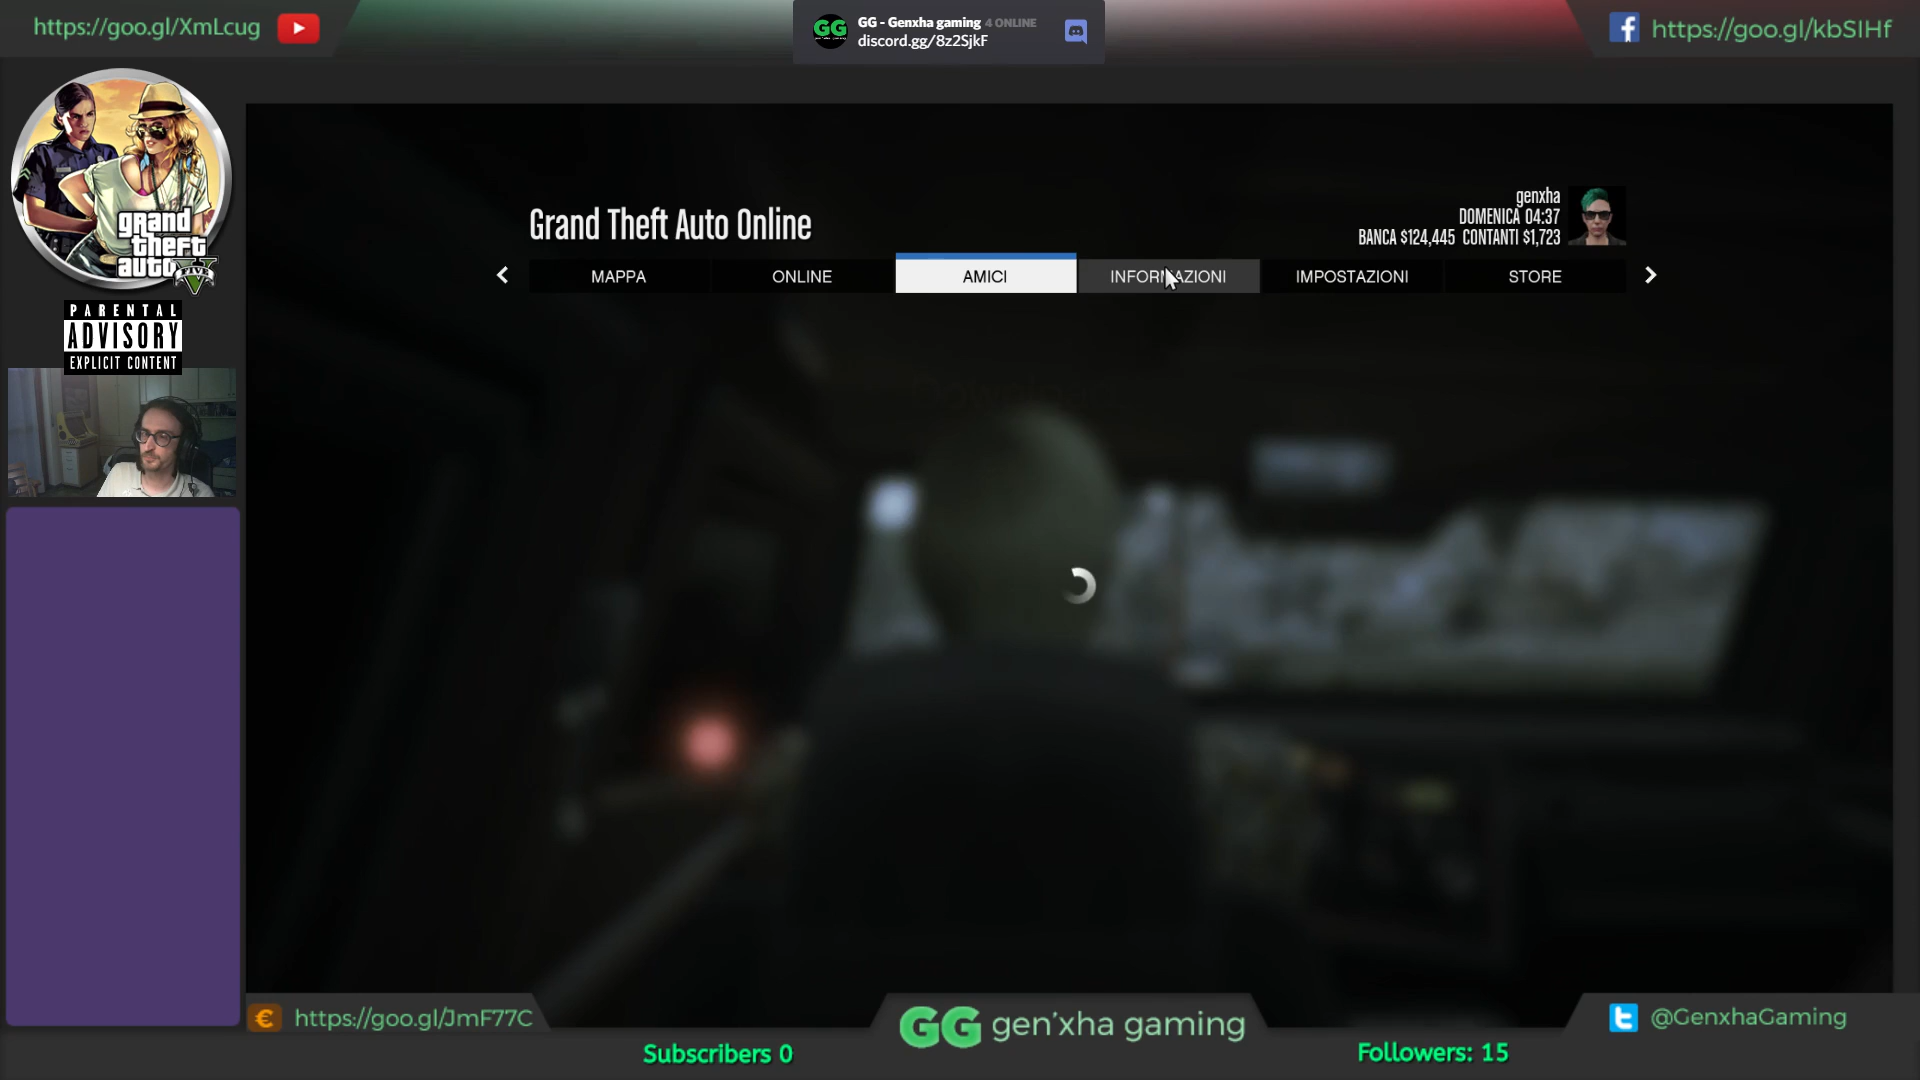 https://goo.gl/XmLcug
GG
GG - Genxha gaming 4 ONLINE
discord.gg/8z2SjkF
https://goo.gl/kbSIHf
grand
theft
auto
V
FIVE
PARENTAL
ADVISORY
EXPLICIT CONTENT
Grand Theft Auto Online
genxha
DOMENICA 04:37
BANCA $124,445 CONTANTI $1,723
MAPPA
ONLINE
AMICI
INFORMAZIONI
IMPOSTAZIONI
STORE
€ https://goo.gl/JmF77C
GG gen'xha gaming
@GenxhaGaming
Subscribers 0
Followers: 15